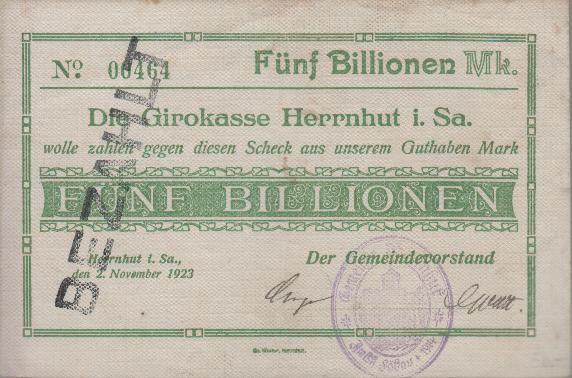 No 00464 Fünf Billionen Mk.
Die Girokasse Herrnhut i. Sa.
wolle zahlen gegen diesen Scheck aus unserem Guthaben Mark
FÜNF BILLIONEN
Herrnhut i. Sa., Der Gemeindevorstand
den 2. November 1923
BEZAHLT